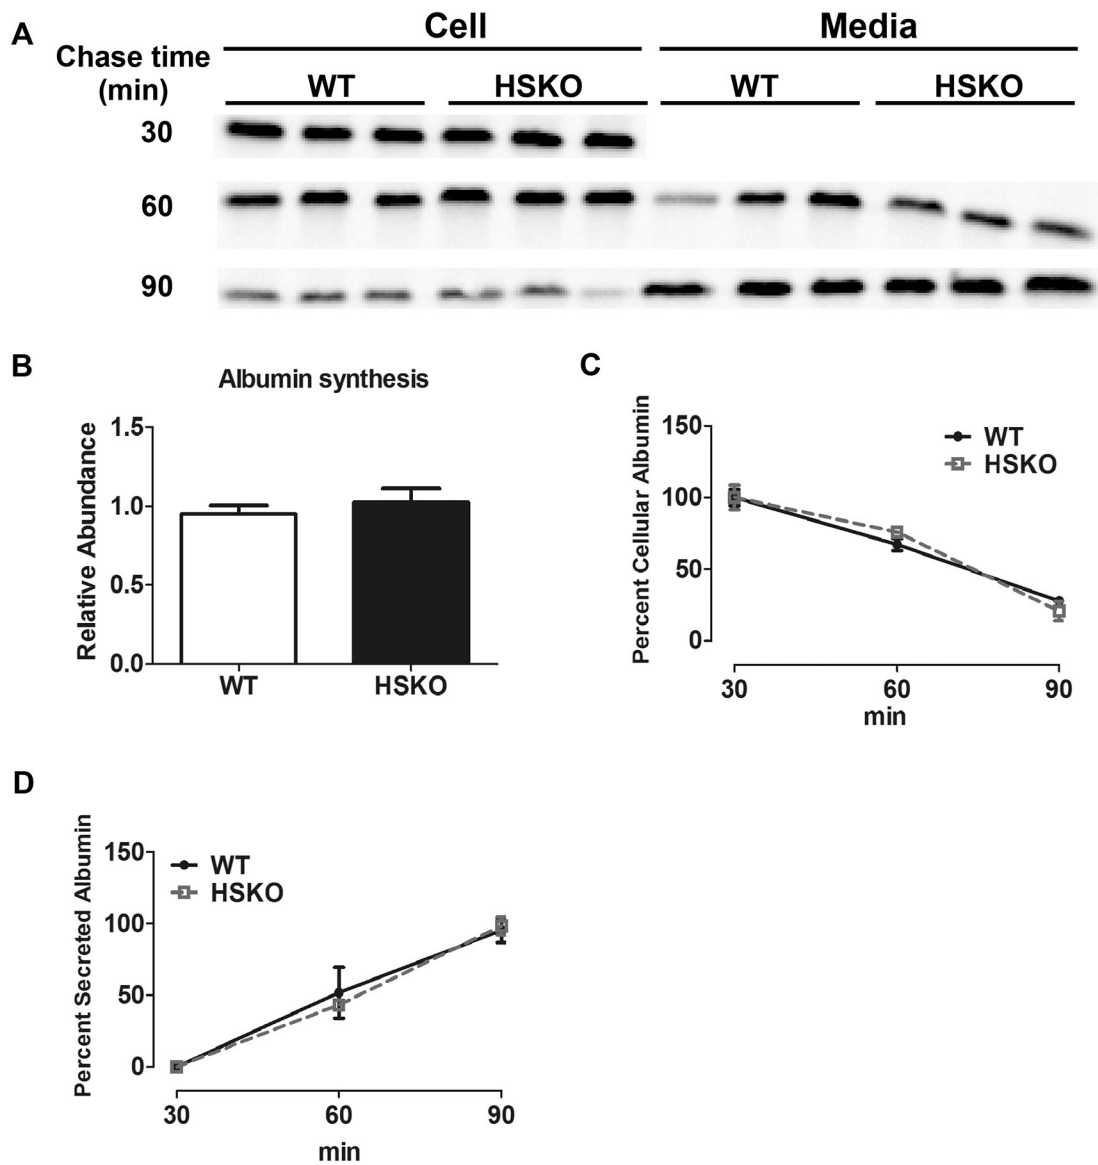 A
Cell
Media
Chase time
(min)
WT
HSKO
WT
HSKO
30
60
90
B
Albumin synthesis
Relative Abundance
1.5
1.0
0.5
0.0
WT
HSKO
C
Percent Cellular Albumin
150
100
50
0
WT
HSKO
30
60
90
min
D
Percent Secreted Albumin
150
100
50
0
WT
HSKO
30
60
90
min